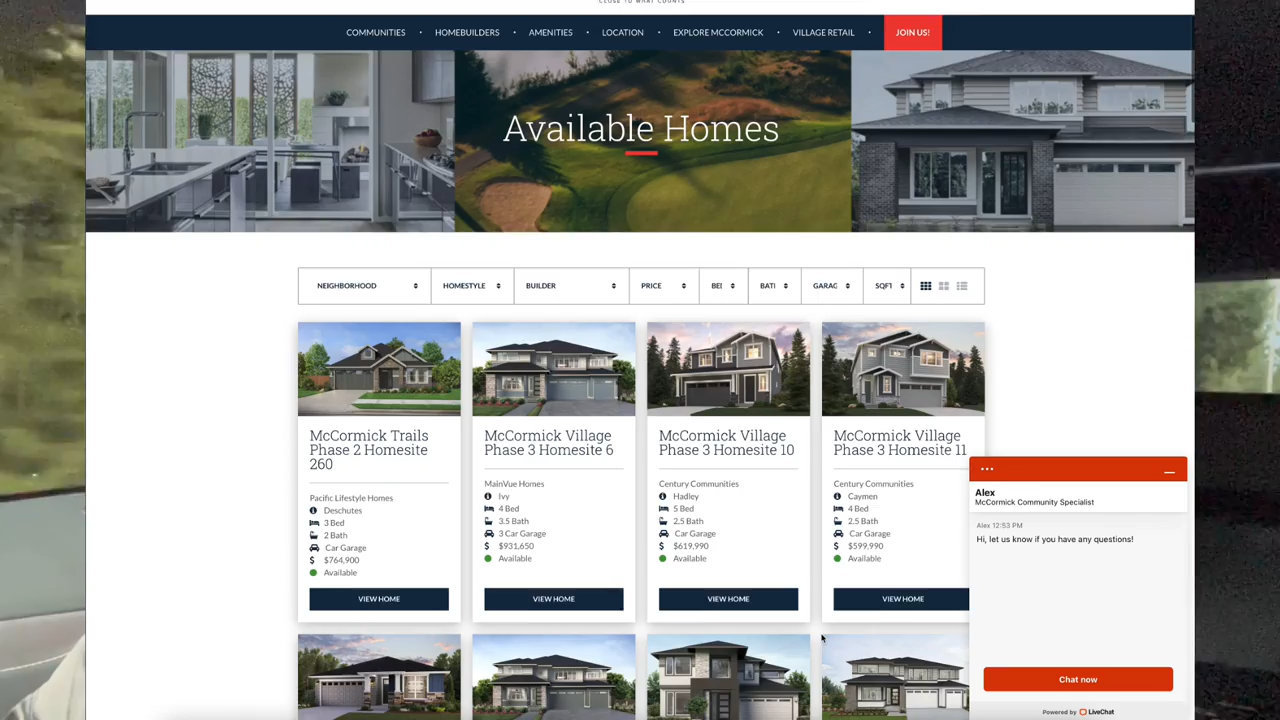 CLOSE TO WHAT COUNTS
COMMUNITIES • HOMEBUILDERS • AMENITIES • LOCATION • EXPLORE MCCORMICK • VILLAGE RETAIL • JOIN US!
Available Homes
NEIGHBORHOOD HOMESTYLE BUILDER PRICE BEI BATI GARAG SQFT
McCormick Trails
Phase 2 Homesite
260
Pacific Lifestyle Homes
Deschutes
3 Bed
2 Bath
Car Garage
$ $764,900
Available
VIEW HOME
McCormick Village
Phase 3 Homesite 6
MainVue Homes
Ivy
4 Bed
3.5 Bath
3 Car Garage
$ $931,650
Available
VIEW HOME
McCormick Village
Phase 3 Homesite 10
Century Communities
Hadley
5 Bed
2.5 Bath
Car Garage
$ $619,990
Available
VIEW HOME
McCormick Village
Phase 3 Homesite 11
Century Communities
Caymen
4 Bed
2.5 Bath
Car Garage
$ $599,990
Available
VIEW HOME
Alex
McCormick Community Specialist
Alex 12:53 PM
Hi, let us know if you have any questions!
Chat now
Powered by LiveChat